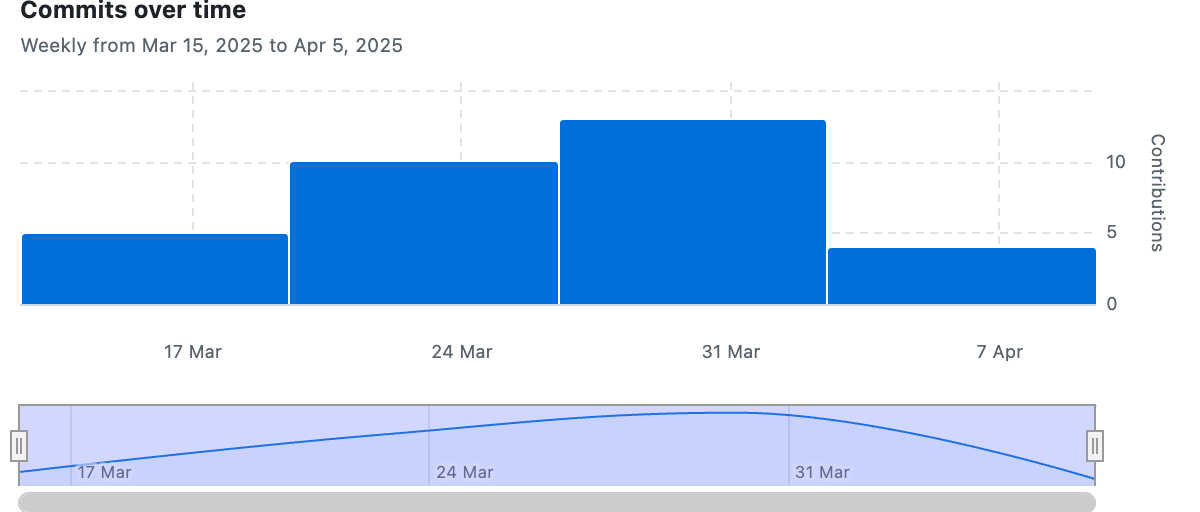 Commits over time
Weekly from Mar 15, 2025 to Apr 5, 2025
10
5
0
Contributions
17 Mar 24 Mar 31 Mar 7 Apr
17 Mar 24 Mar 31 Mar